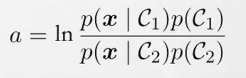 a = ln p(x | C₁)p(C₁) / p(x | C₂)p(C₂)